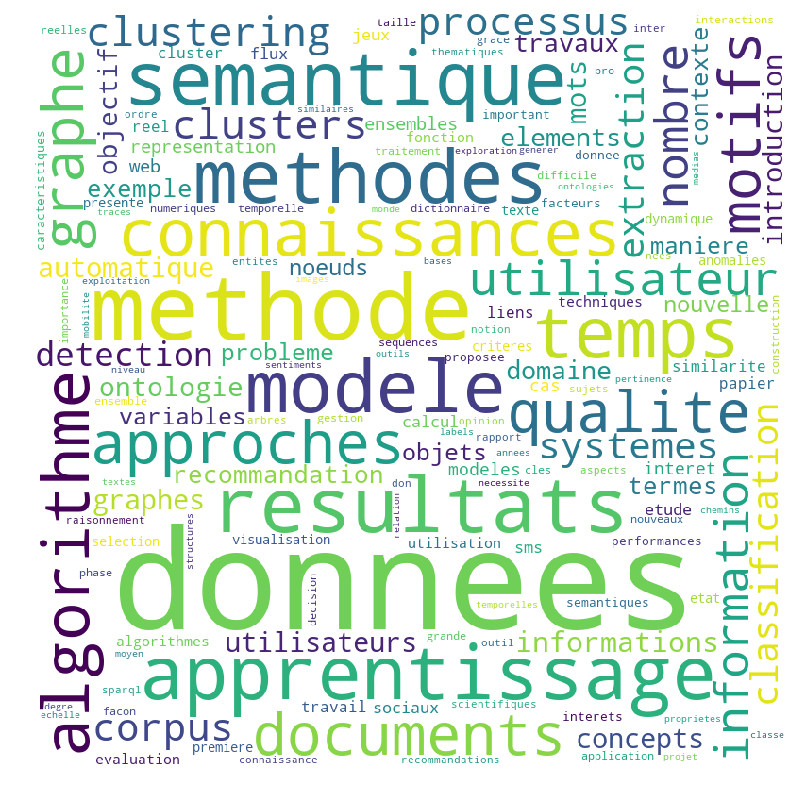 reelles
taille
grace
inter
interactions
clustering
jeux
processus
travaux
thematiques
pro
cluster
flux
semantique
graphe
objectif
ordre
similaires
important
mots
extraction
nombre
contexte
motifs
introduction
reel
clusters
ensembles
fonction
elements
representation
traitement
exploration
generer
donnee
caracteristiques
web
methodes
difficile
ontologies
medias
exemple
presente
numeriques
temporelle
dictionnaire
texte
facteurs
dynamique
traces
monde
connaissances
maniere
nees
automatique
entites
noeuds
bases
utilisateur
anomalies
exploitation
images
importance
mobilite
methode
liens
techniques
nouvelle
construction
notion
temps
detection
probleme
sequences
outils
criteres
proposee
niveau
sentiments
modele
domaine
similarite
papier
ontologie
cas
sujets
pertinence
ensemble
variables
arbres
gestion
calcul
opinion
qualite
algorithme
approches
labels
rapport
annees
objets
systemes
classification
recommandation
modeles
cles
aspects
interet
textes
don
necessite
termes
graphes
resultats
relation
etude
chemins
information
raisonnement
nouveaux
selection
structures
visualisation
utilisation
sms
performances
phase
donnees
decision
temporelles
semantiques
etat
algorithmes
utilisateurs
grande
outil
informations
moyen
apprentissage
sparql
degre
echelle
facon
travail
sociaux
scientifiques
interets
proprietes
corpus
premiere
documents
concepts
classe
evaluation
connaissance
recommandations
application
projet